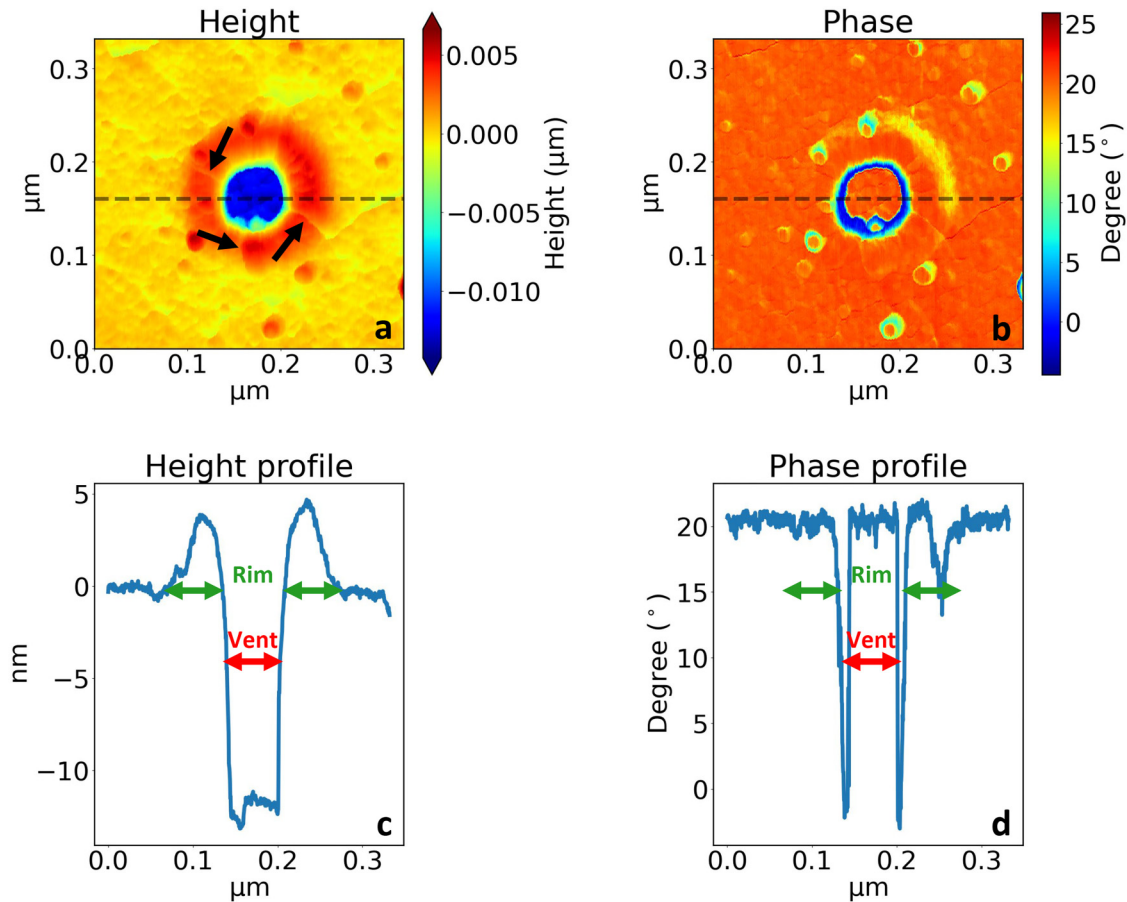 Height
0.3
0.2
0.1
0.0
μm
0.0
0.1
0.2
0.3
μm
a
0.005
0.000
−0.005
−0.010
Height (μm)
Phase
0.3
0.2
0.1
0.0
μm
0.0
0.1
0.2
0.3
μm
b
25
20
15
10
5
0
Degree (°)
Height profile
5
0
−5
−10
nm
Rim
Vent
c
0.0
0.1
0.2
0.3
μm
Phase profile
20
15
10
5
0
Degree (°)
Rim
Vent
d
0.0
0.1
0.2
0.3
μm